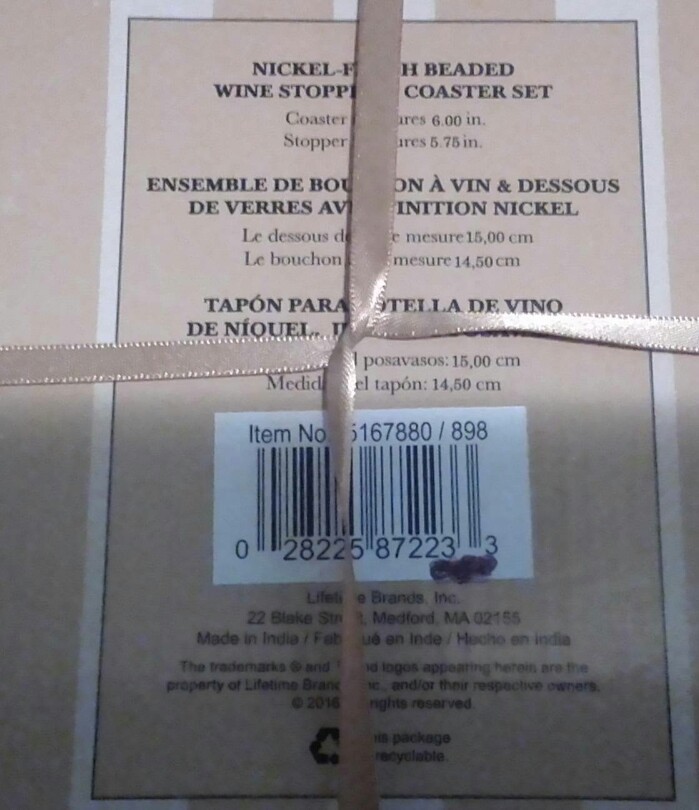 NICKEL-F H BEADED
WINE STOPP COASTER SET
Coaster ures 6.00 in.
Stopper ures 5.75 in.
ENSEMBLE DE BOU ON À VIN & DESSOUS
DE VERRES AV INITION NICKEL
Le dessous d e mesure 15,00 cm
Le bouchon mesure 14,50 cm
TAPÓN PARA OTELLA DE VINO
DE NÍQUEL.
l posavasos: 15,00 cm
Medid el tapón: 14,50 cm
Item No. 5167880 / 898
0 28225 87223 3
Lifeti e Brands, Inc.
22 Blake Stre t, Medford, MA 02155
Made in India / Fab qué en Inde / Hecho en india
The trademarks ® and nd logos appearing herein are the
property of Lifetime Brand nc., and/or their respective owners.
© 2016 rights reserved
is package
recyclable.